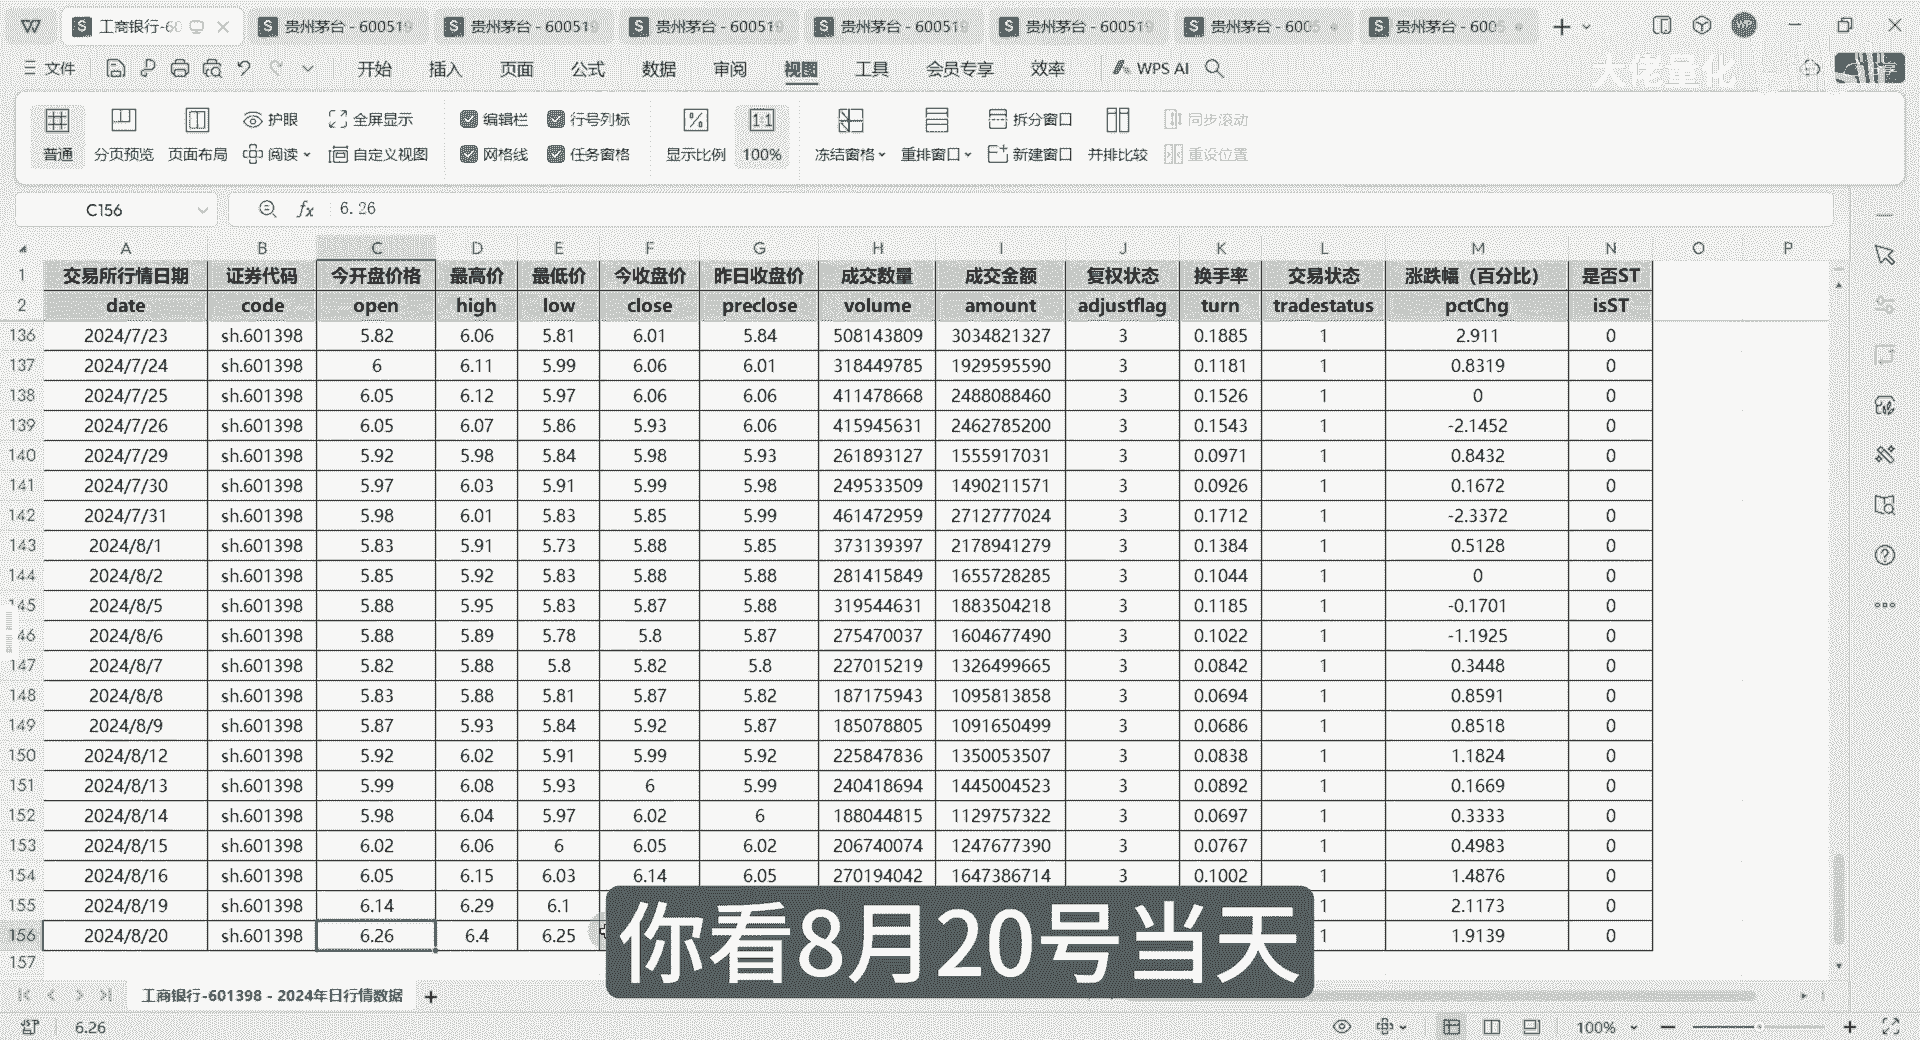 工商银行-60 贵州茅台 - 600519 贵州茅台 - 600519 贵州茅台 - 600519 贵州茅台 - 600519 贵州茅台 - 600519 贵州茅台 - 6005 贵州茅台 - 6005
文件 开始 插入 页面 公式 数据 审阅 视图 工具 会员专享 效率 WPS AI 大佬量化
护眼 全屏显示 编辑栏 行号列标 拆分窗口 同步滚动
普通 分页预览 页面布局 阅读 自定义视图 网格线 任务窗格 显示比例 100% 冻结窗格 重排窗口 新建窗口 并排比较 重设位置
C156 fx 6.26
A B C D E F G H I J K L M N O P
1 交易所行情日期 证券代码 今开盘价格 最高价 最低价 今收盘价 昨日收盘价 成交数量 成交金额 复权状态 换手率 交易状态 涨跌幅（百分比） 是否ST
2 date code open high low close preclose volume amount adjustflag turn tradestatus pctChg isST
136 2024/7/23 sh.601398 5.82 6.06 5.81 6.01 5.84 508143809 3034821327 3 0.1885 1 2.911 0
137 2024/7/24 sh.601398 6 6.11 5.99 6.06 6.01 318449785 1929595590 3 0.1181 1 0.8319 0
138 2024/7/25 sh.601398 6.05 6.12 5.97 6.06 6.06 411478668 2488088460 3 0.1526 1 0 0
139 2024/7/26 sh.601398 6.05 6.07 5.86 5.93 6.06 415945631 2462785200 3 0.1543 1 -2.1452 0
140 2024/7/29 sh.601398 5.92 5.98 5.84 5.98 5.93 261893127 1555917031 3 0.0971 1 0.8432 0
141 2024/7/30 sh.601398 5.97 6.03 5.91 5.99 5.98 249533509 1490211571 3 0.0926 1 0.1672 0
142 2024/7/31 sh.601398 5.98 6.01 5.83 5.85 5.99 461472959 2712777024 3 0.1712 1 -2.3372 0
143 2024/8/1 sh.601398 5.83 5.91 5.73 5.88 5.85 373139397 2178941279 3 0.1384 1 0.5128 0
144 2024/8/2 sh.601398 5.85 5.92 5.83 5.88 5.88 281415849 1655728285 3 0.1044 1 0 0
145 2024/8/5 sh.601398 5.88 5.95 5.83 5.87 5.88 319544631 1883504218 3 0.1185 1 -0.1701 0
46 2024/8/6 sh.601398 5.88 5.89 5.78 5.8 5.87 275470037 1604677490 3 0.1022 1 -1.1925 0
147 2024/8/7 sh.601398 5.82 5.88 5.8 5.82 5.8 227015219 1326499665 3 0.0842 1 0.3448 0
148 2024/8/8 sh.601398 5.83 5.88 5.81 5.87 5.82 187175943 1095813858 3 0.0694 1 0.8591 0
149 2024/8/9 sh.601398 5.87 5.93 5.84 5.92 5.87 185078805 1091650499 3 0.0686 1 0.8518 0
150 2024/8/12 sh.601398 5.92 6.02 5.91 5.99 5.92 225847836 1350053507 3 0.0838 1 1.1824 0
151 2024/8/13 sh.601398 5.99 6.08 5.93 6 5.99 240418694 1445004523 3 0.0892 1 0.1669 0
152 2024/8/14 sh.601398 5.98 6.04 5.97 6.02 6 188044815 1129757322 3 0.0697 1 0.3333 0
153 2024/8/15 sh.601398 6.02 6.06 6 6.05 6.02 206740074 1247677390 3 0.0767 1 0.4983 0
154 2024/8/16 sh.601398 6.05 6.15 6.03 6.14 6.05 270194042 1647386714 3 0.1002 1 1.4876 0
155 2024/8/19 sh.601398 6.14 6.29 6.1 1 2.1173 0
156 2024/8/20 sh.601398 6.26 6.4 6.25 1 1.9139 0
157
你看8月20号当天
工商银行-601398 - 2024年日行情数据
6.26 100%